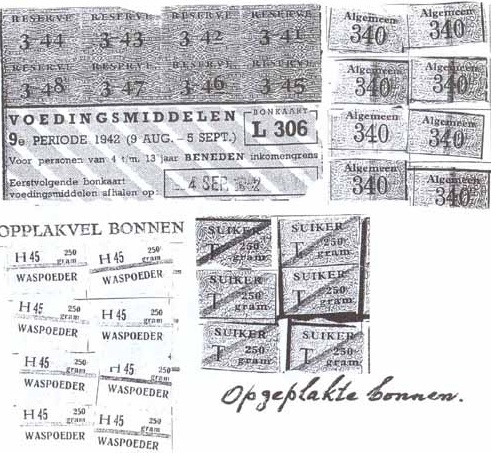 RESERVE RESERVE RESERVE RESERVE
3-44 3-43 3-42 3-41
RESERVE RESERVE RESERVE RESERVE
3-48 3-47 3-46 3-45
VOEDINGSMIDDELEN
BONKAART
L 306
9e PERIODE 1942 (9 AUG. - 5 SEPT.)
Voor personen van 4 t/m. 13 jaar BENEDEN inkomengrens
Eerstvolgende bonkaart
voedingsmiddelen afhalen op:
- 4 SEP.
Algemeen Algemeen
340 340
Algemeen Algemeen
340 340
Algemeen Algemeen
340 340
Algemeen Algemeen
340 340
OPPLAKVEL BONNEN
H 45 250 gram H 45 250 gram
WASPOEDER WASPOEDER
H 45 250 gram H 45 250 gram
WASPOEDER WASPOEDER
H 45 250 gram H 45 250 gram
WASPOEDER WASPOEDER
H 45 250 gram H 45 250 gram
WASPOEDER WASPOEDER
SUIKER SUIKER
T 250 gram T 250 gram
SUIKER SUIKER
T 250 gram T 250 gram
SUIKER SUIKER
T 250 gram T 250 gram
Opgeplakte bonnen.